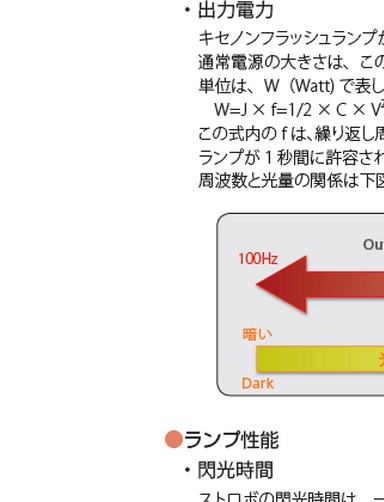 ・出力電力
キセノンフラッシュランプ
通常電源の大きさは、この
単位は、W（Watt) で表し
W=J × f=1/2 × C × V²
この式内の f は、繰り返し周
ランプが 1 秒間に許容され
周波数と光量の関係は下図
Ou
100Hz
暗い
Dark
●ランプ性能
・閃光時間
ストロボの閃光時間は、一